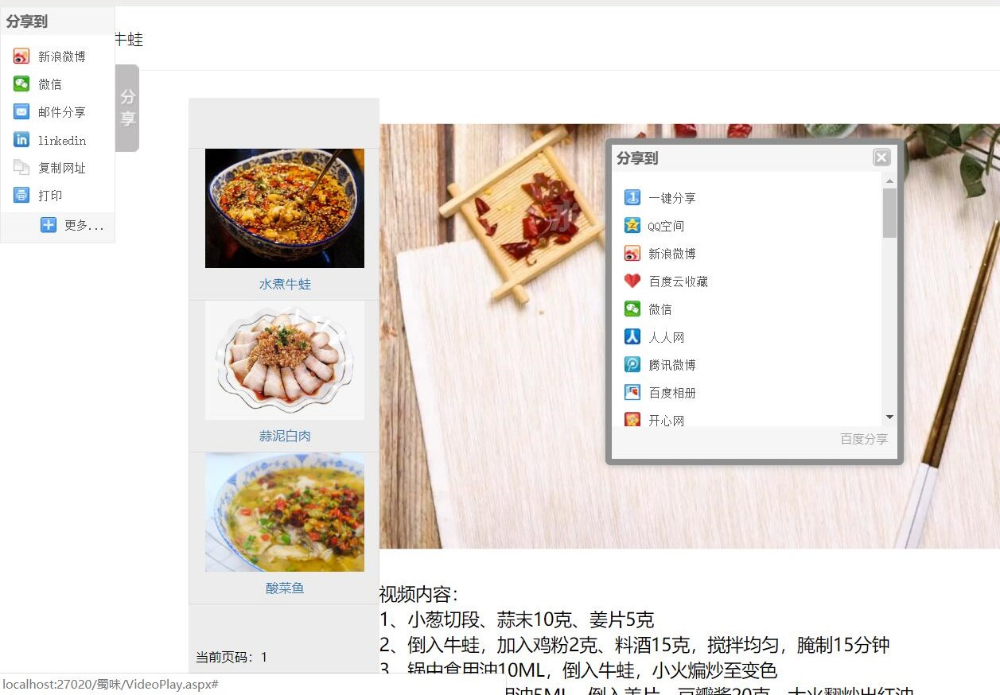 分享到
新浪微博
微信
邮件分享
linkedin
复制网址
打印
更多...
分享
牛蛙
水煮牛蛙
蒜泥白肉
酸菜鱼
当前页码：1
水
分享到
一键分享
QQ空间
新浪微博
百度云收藏
微信
人人网
腾讯微博
百度相册
开心网
百度分享
视频内容：
1、小葱切段、蒜末10克、姜片5克
2、倒入牛蛙，加入鸡粉2克、料酒15克，搅拌均匀，腌制15分钟
3、锅中食用油10ML，倒入牛蛙，小火煸炒至变色
用油5ML，倒入姜片、豆瓣酱20克，大火翻炒出红油
localhost:27020/蜀味/VideoPlay.aspx#